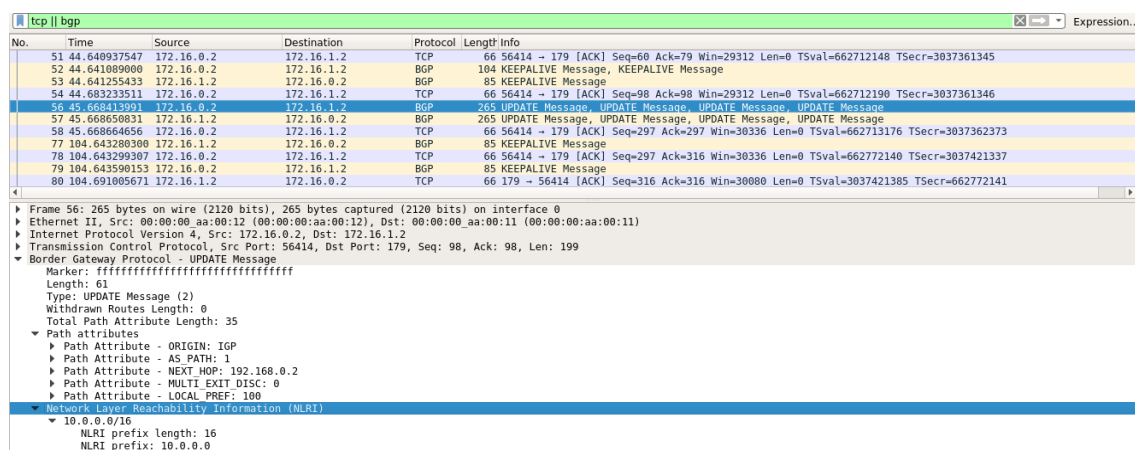 tcp || bgp
Expression...
No. Time Source Destination Protocol Length Info
51 44.640937547 172.16.0.2 172.16.1.2 TCP 66 56414 → 179 [ACK] Seq=60 Ack=79 Win=29312 Len=0 TSval=662712148 TSecr=3037361345
52 44.641089000 172.16.1.2 172.16.0.2 BGP 104 KEEPALIVE Message, KEEPALIVE Message
53 44.641255433 172.16.1.2 172.16.0.2 BGP 85 KEEPALIVE Message
54 44.683233511 172.16.0.2 172.16.1.2 TCP 66 56414 → 179 [ACK] Seq=98 Ack=98 Win=29312 Len=0 TSval=662712190 TSecr=3037361346
56 45.668413991 172.16.0.2 172.16.1.2 BGP 265 UPDATE Message, UPDATE Message, UPDATE Message, UPDATE Message
57 45.668650831 172.16.1.2 172.16.0.2 BGP 265 UPDATE Message, UPDATE Message, UPDATE Message, UPDATE Message
58 45.668664656 172.16.0.2 172.16.1.2 TCP 66 56414 → 179 [ACK] Seq=297 Ack=297 Win=30336 Len=0 TSval=662713176 TSecr=3037362373
77 104.643280300 172.16.1.2 172.16.0.2 BGP 85 KEEPALIVE Message
78 104.643299307 172.16.0.2 172.16.1.2 TCP 66 56414 → 179 [ACK] Seq=297 Ack=316 Win=30336 Len=0 TSval=662772140 TSecr=3037421337
79 104.643590153 172.16.0.2 172.16.1.2 BGP 85 KEEPALIVE Message
80 104.691005671 172.16.1.2 172.16.0.2 TCP 66 179 → 56414 [ACK] Seq=316 Ack=316 Win=30080 Len=0 TSval=3037421385 TSecr=662772141
Frame 56: 265 bytes on wire (2120 bits), 265 bytes captured (2120 bits) on interface 0
Ethernet II, Src: 00:00:00_aa:00:12 (00:00:00:aa:00:12), Dst: 00:00:00_aa:00:11 (00:00:00:aa:00:11)
Internet Protocol Version 4, Src: 172.16.0.2, Dst: 172.16.1.2
Transmission Control Protocol, Src Port: 56414, Dst Port: 179, Seq: 98, Ack: 98, Len: 199
Border Gateway Protocol - UPDATE Message
Marker: ffffffffffffffffffffffffffffffff
Length: 61
Type: UPDATE Message (2)
Withdrawn Routes Length: 0
Total Path Attribute Length: 35
Path attributes
Path Attribute - ORIGIN: IGP
Path Attribute - AS_PATH: 1
Path Attribute - NEXT_HOP: 192.168.0.2
Path Attribute - MULTI_EXIT_DISC: 0
Path Attribute - LOCAL_PREF: 100
Network Layer Reachability Information (NLRI)
10.0.0.0/16
NLRI prefix length: 16
NLRI prefix: 10.0.0.0